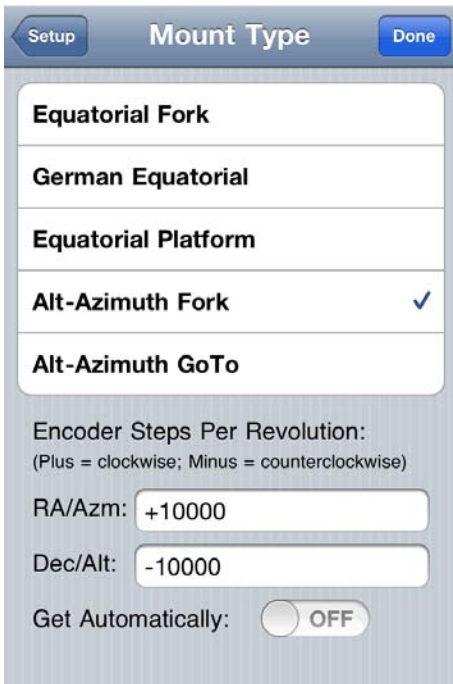 Setup
Mount Type
Done
Equatorial Fork
German Equatorial
Equatorial Platform
Alt-Azimuth Fork
Alt-Azimuth GoTo
Encoder Steps Per Revolution:
(Plus = clockwise; Minus = counterclockwise)
RA/Azm: +10000
Dec/Alt: -10000
Get Automatically: OFF